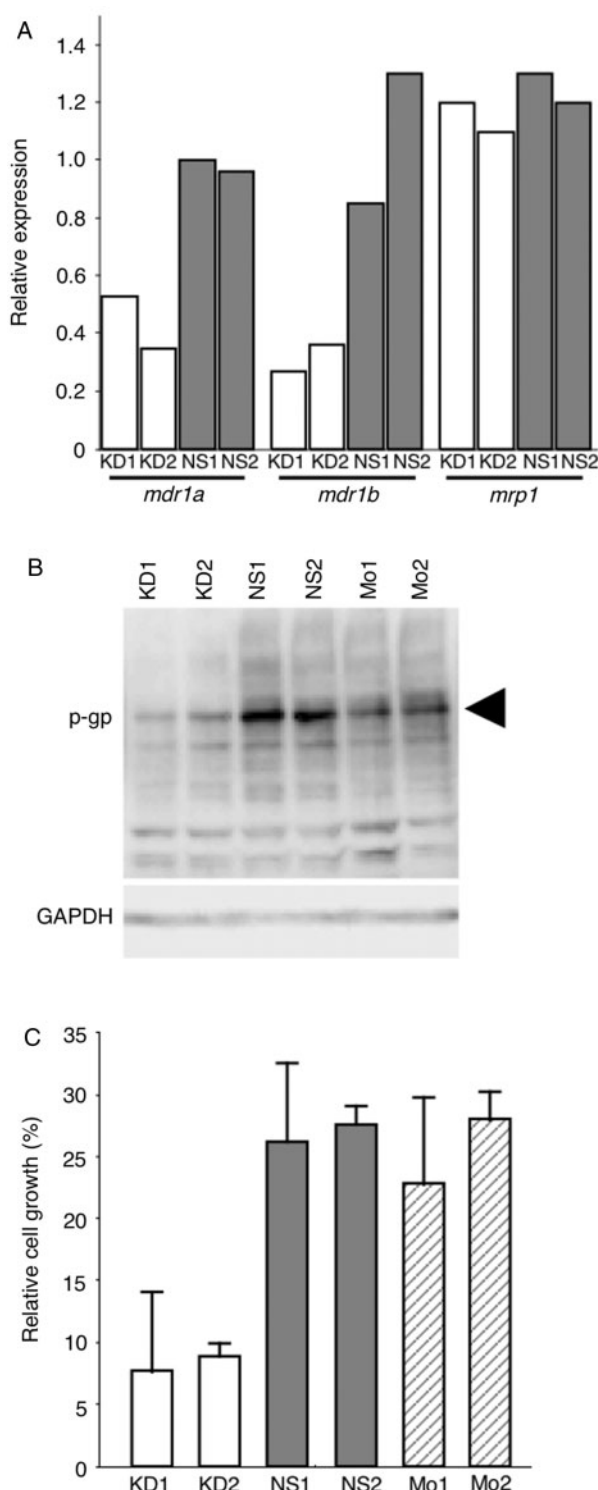 A
Relative expression
1.4
1.2
1.0
0.8
0.6
0.4
0.2
0
KD1 KD2 NS1 NS2 KD1 KD2 NS1 NS2 KD1 KD2 NS1 NS2
mdr1a mdr1b mrp1
B
KD1 KD2 NS1 NS2 Mo1 Mo2
p-gp
GAPDH
C
Relative cell growth (%)
35
30
25
20
15
10
5
0
KD1 KD2 NS1 NS2 Mo1 Mo2